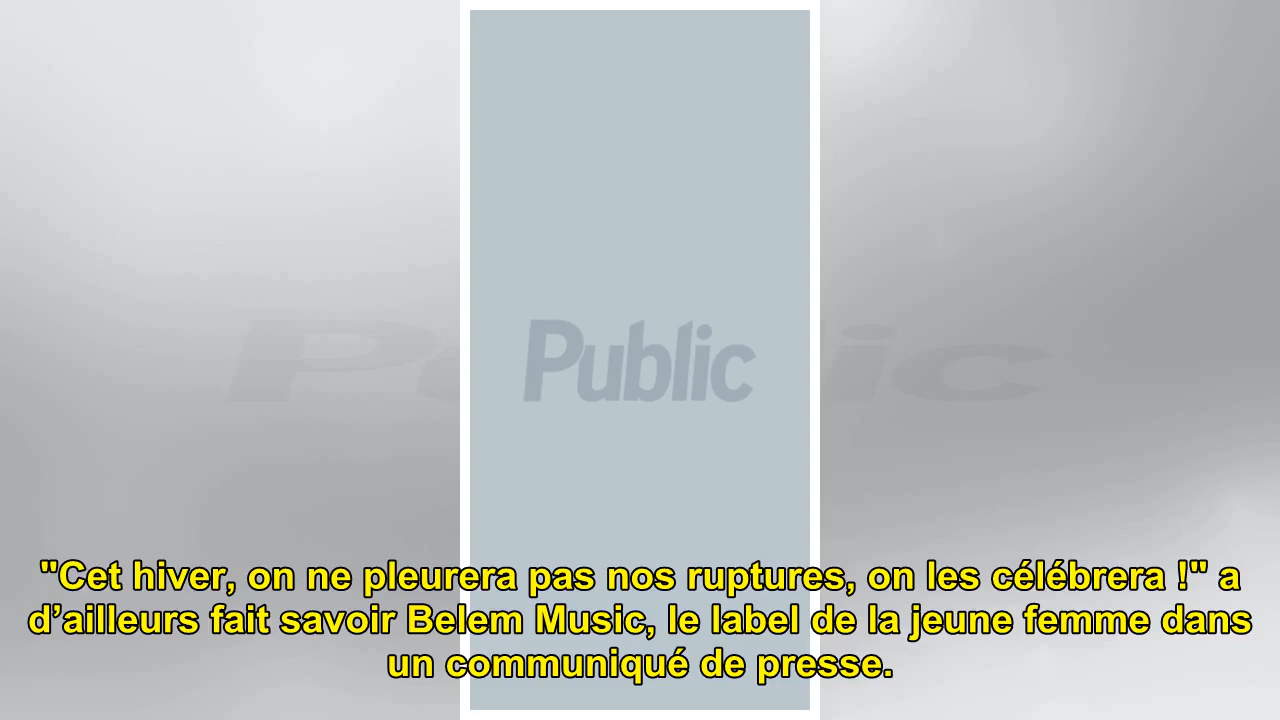 Public
"Cet hiver, on ne pleurera pas nos ruptures, on les célébrera !" a
d’ailleurs fait savoir Belem Music, le label de la jeune femme dans
un communiqué de presse.